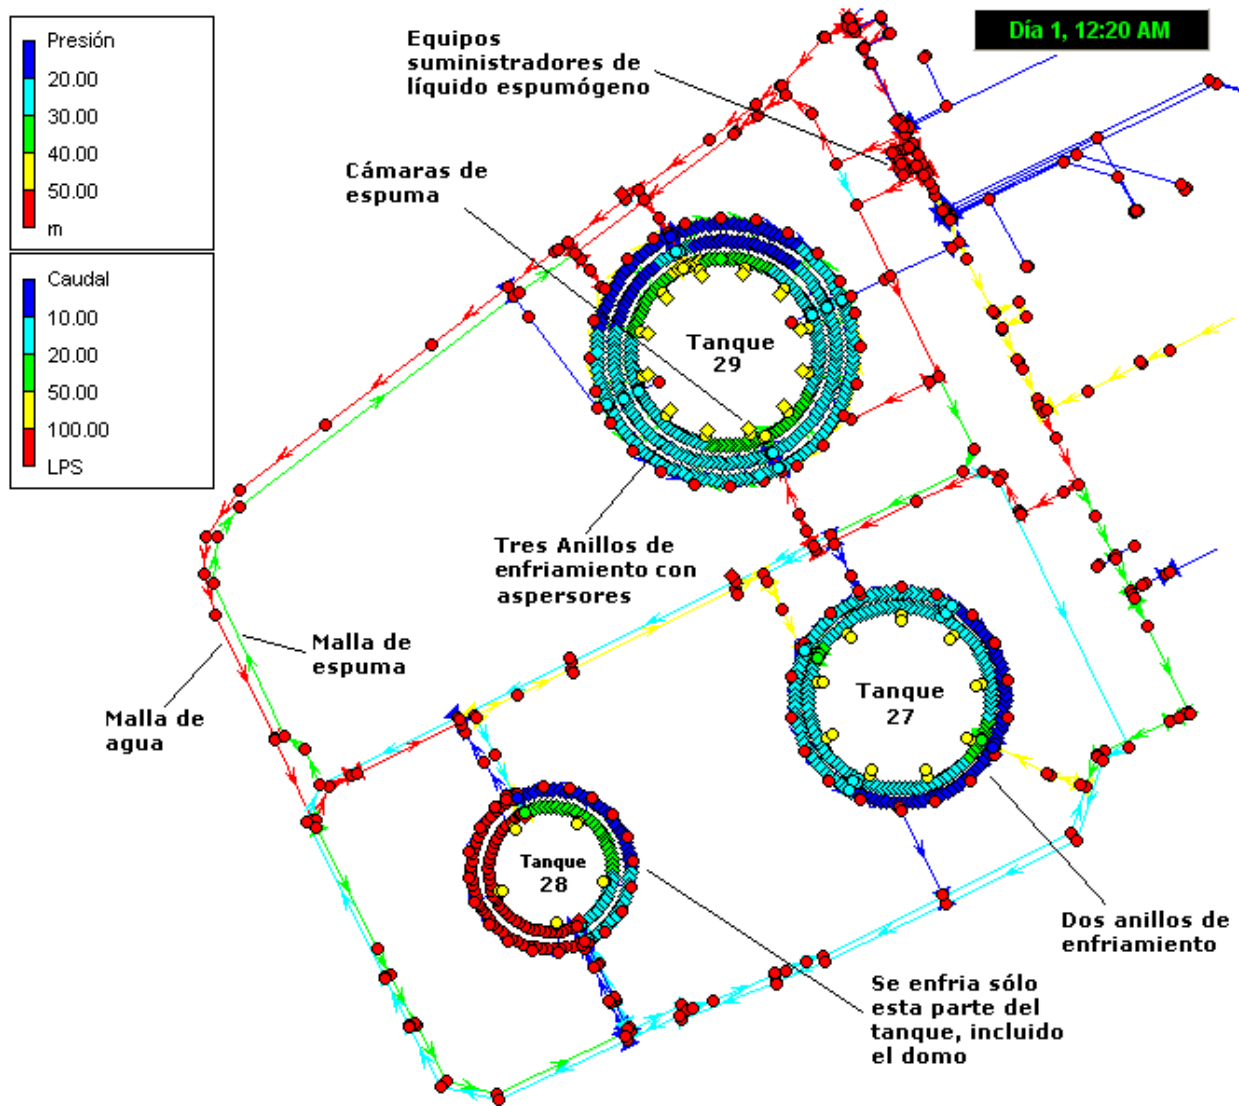 Presión
20.00
30.00
40.00
50.00
m
Caudal
10.00
20.00
50.00
100.00
LPS
Día 1, 12:20 AM
Equipos
suministradores de
líquido espumógeno
Cámaras de
espuma
Tanque
29
Tres Anillos de
enfriamiento con
aspersores
Malla de
espuma
Malla de
agua
Tanque
27
Tanque
28
Dos anillos de
enfriamiento
Se enfria sólo
esta parte del
tanque, incluido
el domo